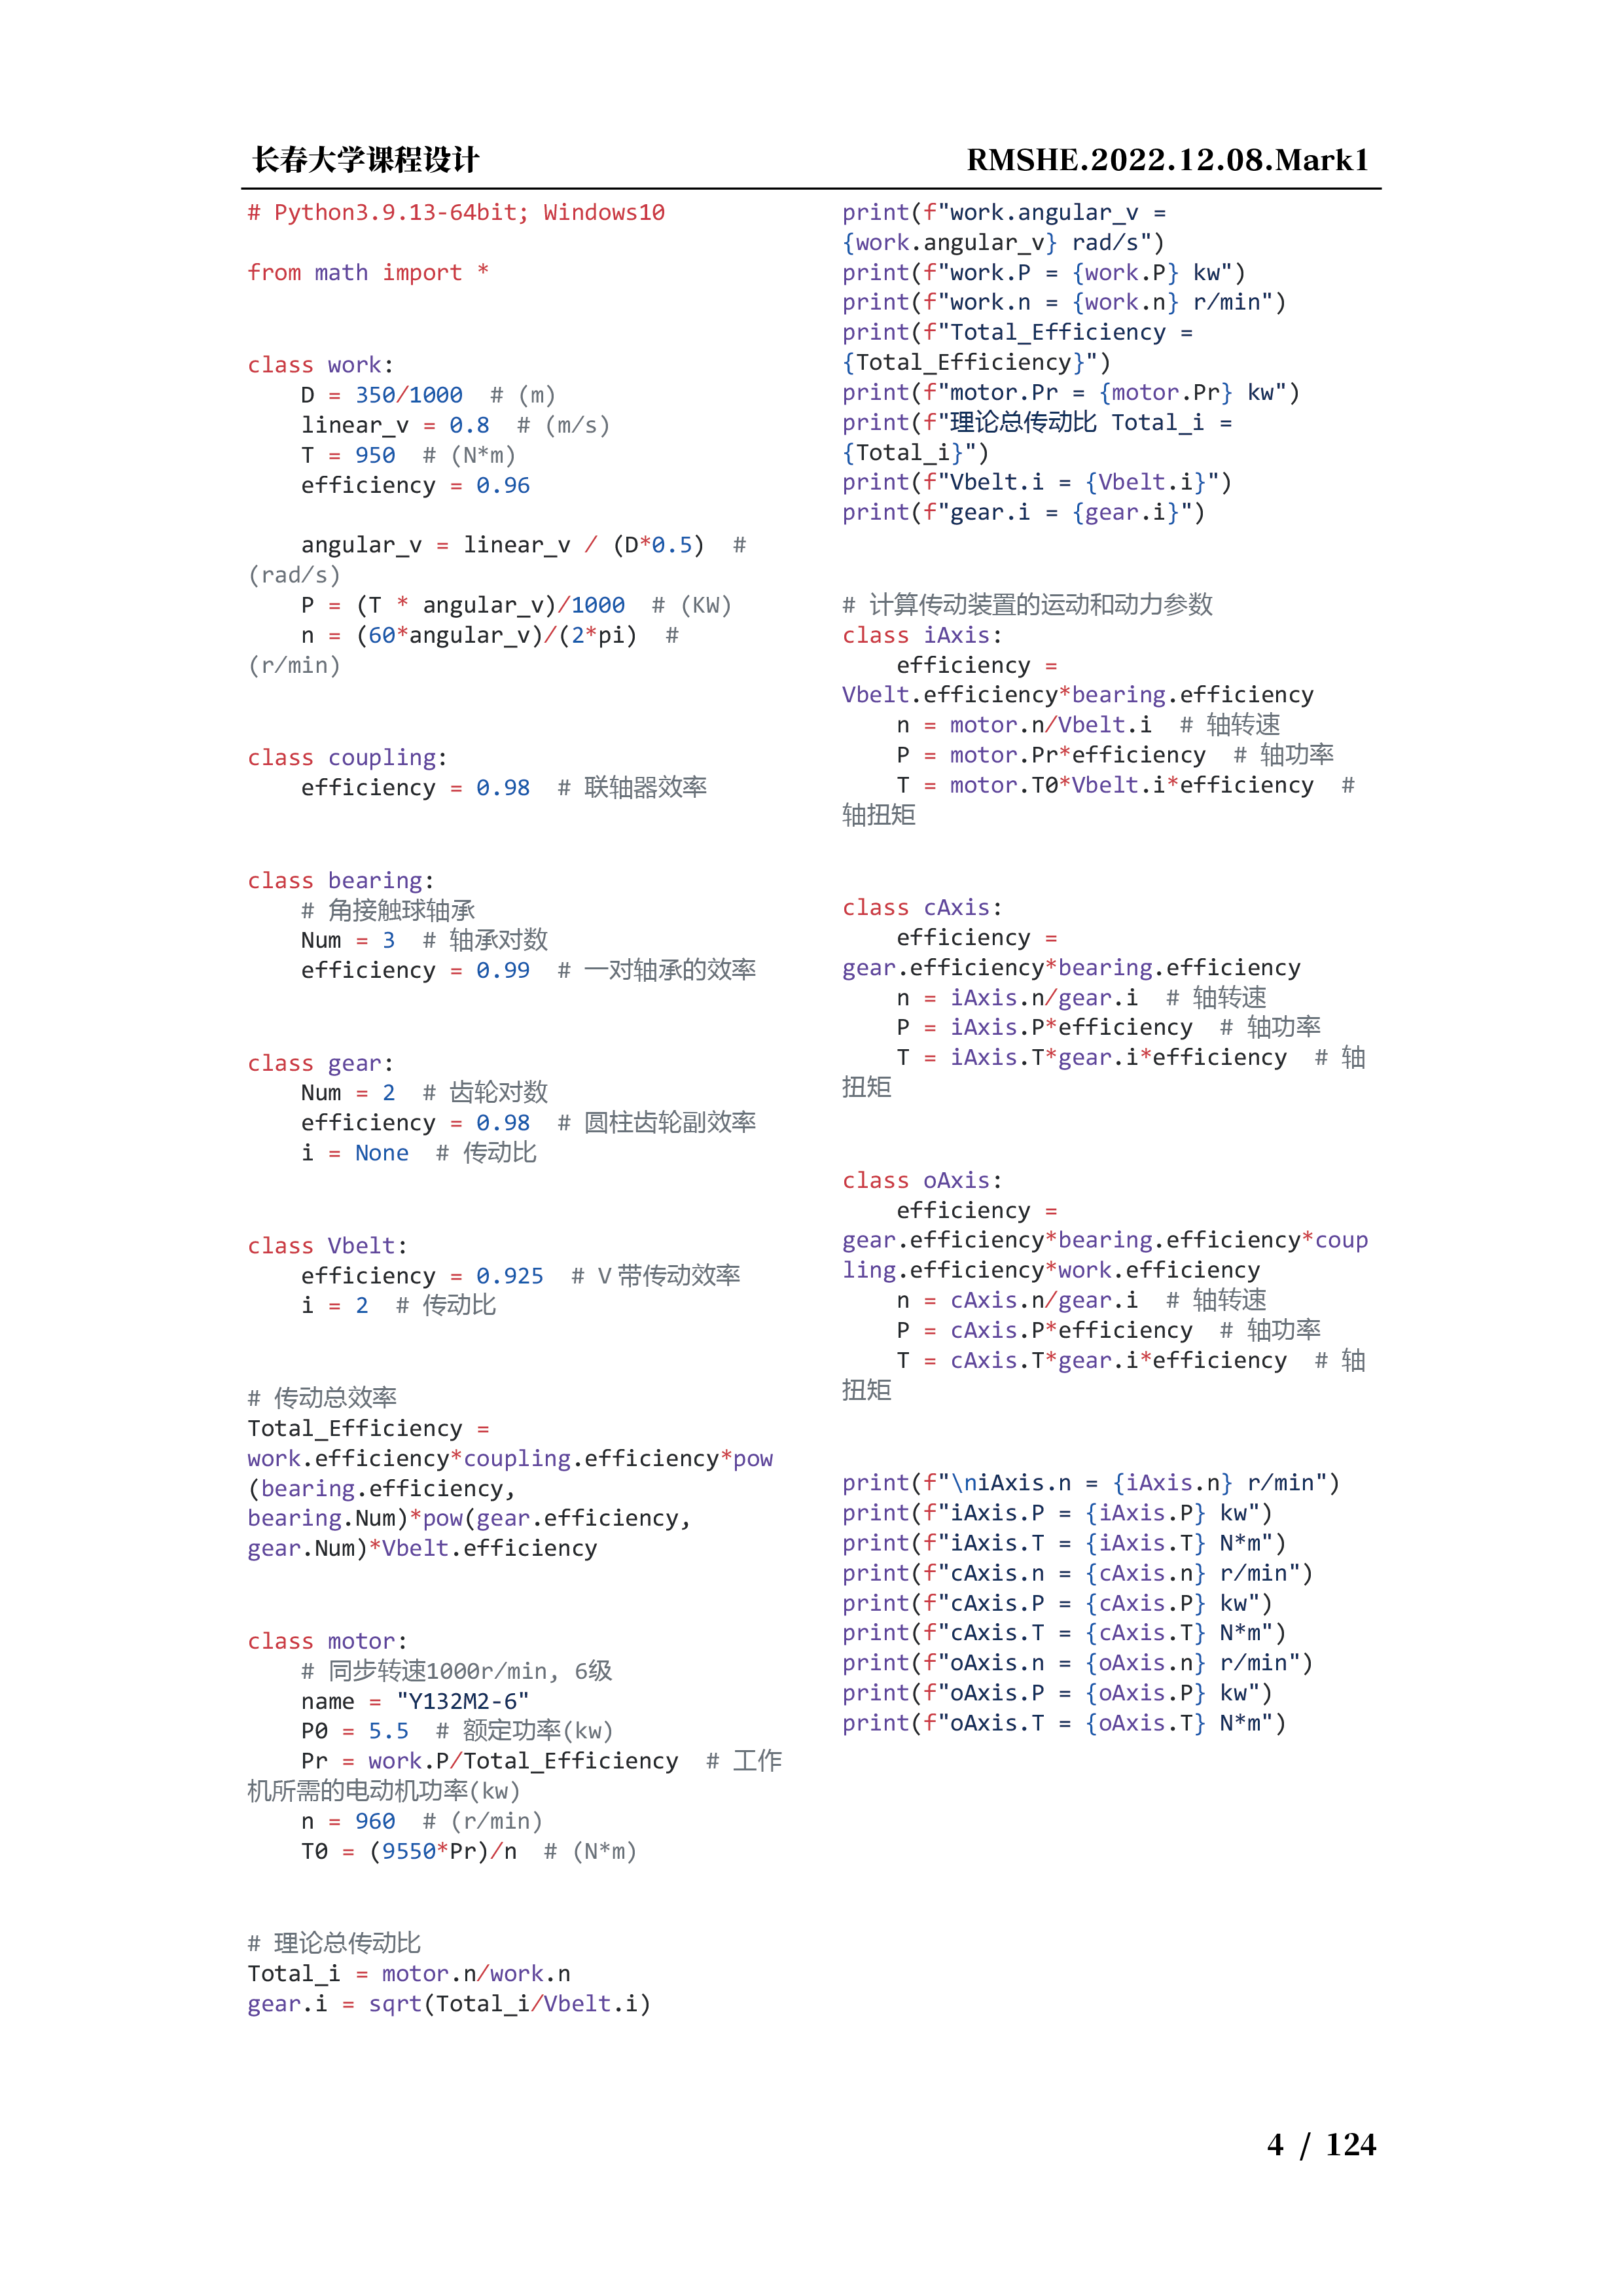 长春大学课程设计
RMSHE.2022.12.08.Mark1
# Python3.9.13-64bit; Windows10
from math import *
class work:
    D = 350/1000  # (m)
    linear_v = 0.8  # (m/s)
    T = 950  # (N*m)
    efficiency = 0.96
    angular_v = linear_v / (D*0.5)  #
(rad/s)
    P = (T * angular_v)/1000  # (KW)
    n = (60*angular_v)/(2*pi)  #
(r/min)
class coupling:
    efficiency = 0.98  # 联轴器效率
class bearing:
    # 角接触球轴承
    Num = 3  # 轴承对数
    efficiency = 0.99  # 一对轴承的效率
class gear:
    Num = 2  # 齿轮对数
    efficiency = 0.98  # 圆柱齿轮副效率
    i = None  # 传动比
class Vbelt:
    efficiency = 0.925  # V带传动效率
    i = 2  # 传动比
# 传动总效率
Total_Efficiency =
work.efficiency*coupling.efficiency*pow
(bearing.efficiency,
bearing.Num)*pow(gear.efficiency,
gear.Num)*Vbelt.efficiency
class motor:
    # 同步转速1000r/min, 6级
    name = "Y132M2-6"
    P0 = 5.5  # 额定功率(kw)
    Pr = work.P/Total_Efficiency  # 工作
机所需的电动机功率(kw)
    n = 960  # (r/min)
    T0 = (9550*Pr)/n  # (N*m)
# 理论总传动比
Total_i = motor.n/work.n
gear.i = sqrt(Total_i/Vbelt.i)
print(f"work.angular_v =
{work.angular_v} rad/s")
print(f"work.P = {work.P} kw")
print(f"work.n = {work.n} r/min")
print(f"Total_Efficiency =
{Total_Efficiency}")
print(f"motor.Pr = {motor.Pr} kw")
print(f"理论总传动比 Total_i =
{Total_i}")
print(f"Vbelt.i = {Vbelt.i}")
print(f"gear.i = {gear.i}")
# 计算传动装置的运动和动力参数
class iAxis:
    efficiency =
Vbelt.efficiency*bearing.efficiency
    n = motor.n/Vbelt.i  # 轴转速
    P = motor.Pr*efficiency  # 轴功率
    T = motor.T0*Vbelt.i*efficiency  #
轴扭矩
class cAxis:
    efficiency =
gear.efficiency*bearing.efficiency
    n = iAxis.n/gear.i  # 轴转速
    P = iAxis.P*efficiency  # 轴功率
    T = iAxis.T*gear.i*efficiency  # 轴
扭矩
class oAxis:
    efficiency =
gear.efficiency*bearing.efficiency*coup
ling.efficiency*work.efficiency
    n = cAxis.n/gear.i  # 轴转速
    P = cAxis.P*efficiency  # 轴功率
    T = cAxis.T*gear.i*efficiency  # 轴
扭矩
print(f"\niAxis.n = {iAxis.n} r/min")
print(f"iAxis.P = {iAxis.P} kw")
print(f"iAxis.T = {iAxis.T} N*m")
print(f"cAxis.n = {cAxis.n} r/min")
print(f"cAxis.P = {cAxis.P} kw")
print(f"cAxis.T = {cAxis.T} N*m")
print(f"oAxis.n = {oAxis.n} r/min")
print(f"oAxis.P = {oAxis.P} kw")
print(f"oAxis.T = {oAxis.T} N*m")
4 / 124